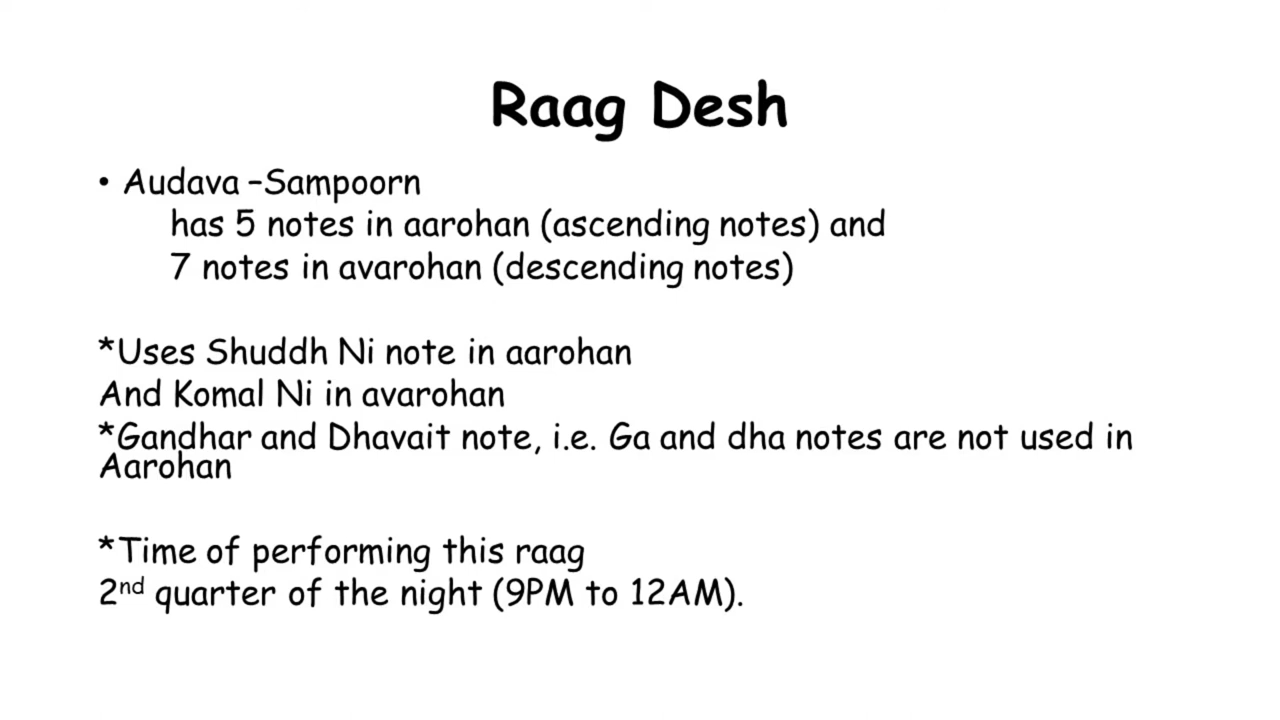 Raag Desh
• Audava –Sampoorn
has 5 notes in aarohan (ascending notes) and
7 notes in avarohan (descending notes)
*Uses Shuddh Ni note in aarohan
And Komal Ni in avarohan
*Gandhar and Dhavait note, i.e. Ga and dha notes are not used in
Aarohan
*Time of performing this raag
2nd quarter of the night (9PM to 12AM).